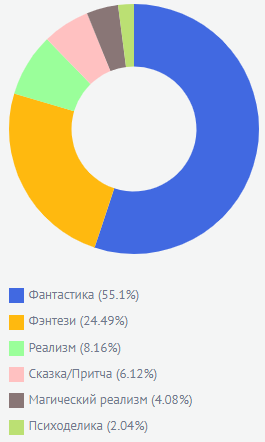 Фантастика (55.1%)
Фэнтези (24.49%)
Реализм (8.16%)
Сказка/Притча (6.12%)
Магический реализм (4.08%)
Психоделика (2.04%)